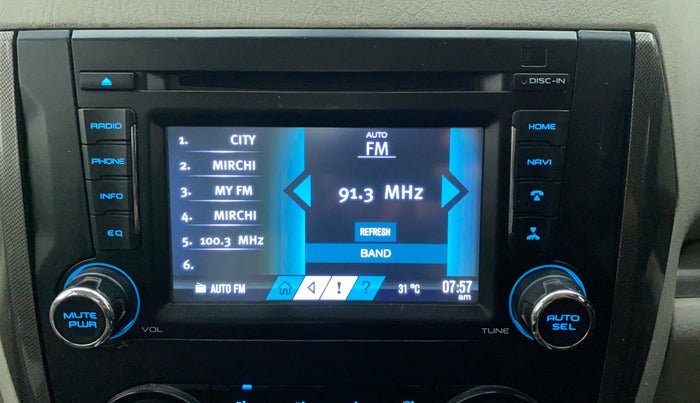 DISC-IN
RADIO
PHONE
INFO
EQ
1. CITY
2. MIRCHI
3. MY FM
4. MIRCHI
5. 100.3 MHz
6.
AUTO
FM
91.3 MHz
REFRESH
BAND
AUTO FM
!
?
31 °C
07:57
am
HOME
NAVI
MUTE
PWR
VOL
TUNE
AUTO
SEL